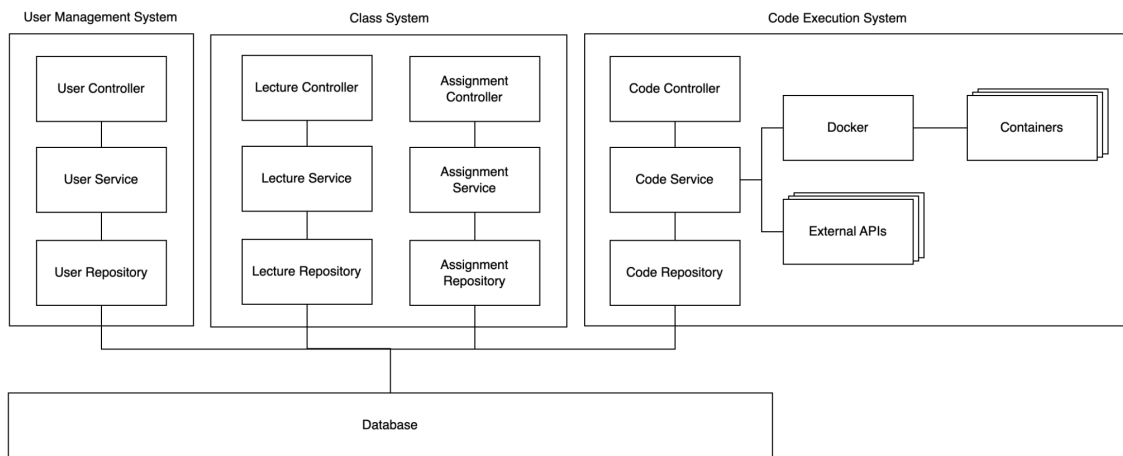 User Management System
Class System
Code Execution System
User Controller
Lecture Controller
Assignment
Controller
Code Controller
Docker
Containers
User Service
Lecture Service
Assignment
Service
Code Service
External APIs
User Repository
Lecture Repository
Assignment
Repository
Code Repository
Database